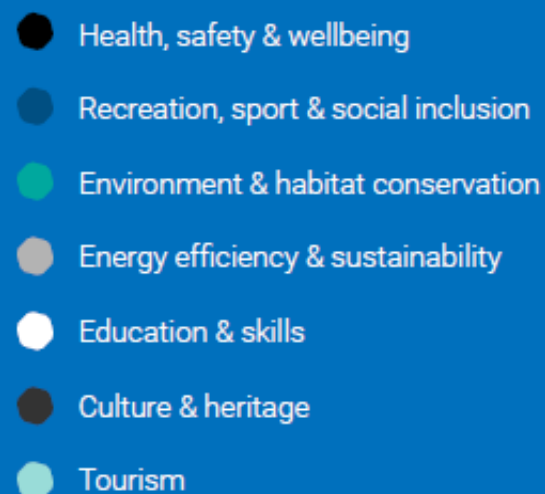 Health, safety & wellbeing
Recreation, sport & social inclusion
Environment & habitat conservation
Energy efficiency & sustainability
Education & skills
Culture & heritage
Tourism